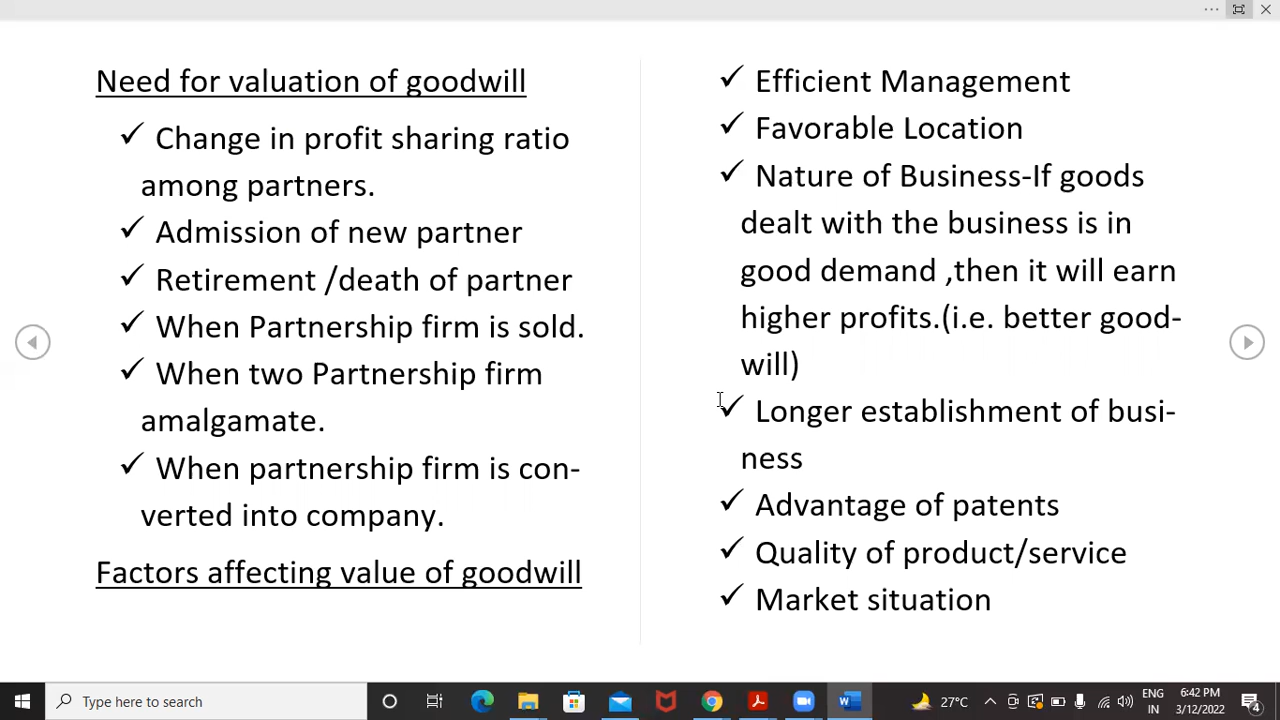 Need for valuation of goodwill
✓ Change in profit sharing ratio
among partners.
✓ Admission of new partner
✓ Retirement /death of partner
✓ When Partnership firm is sold.
✓ When two Partnership firm
amalgamate.
✓ When partnership firm is con-
verted into company.
Factors affecting value of goodwill
✓ Efficient Management
✓ Favorable Location
✓ Nature of Business-If goods
dealt with the business is in
good demand ,then it will earn
higher profits.(i.e. better good-
will)
✓ Longer establishment of busi-
ness
✓ Advantage of patents
✓ Quality of product/service
✓ Market situation
Type here to search
27°C
ENG
IN
6:42 PM
3/12/2022
4